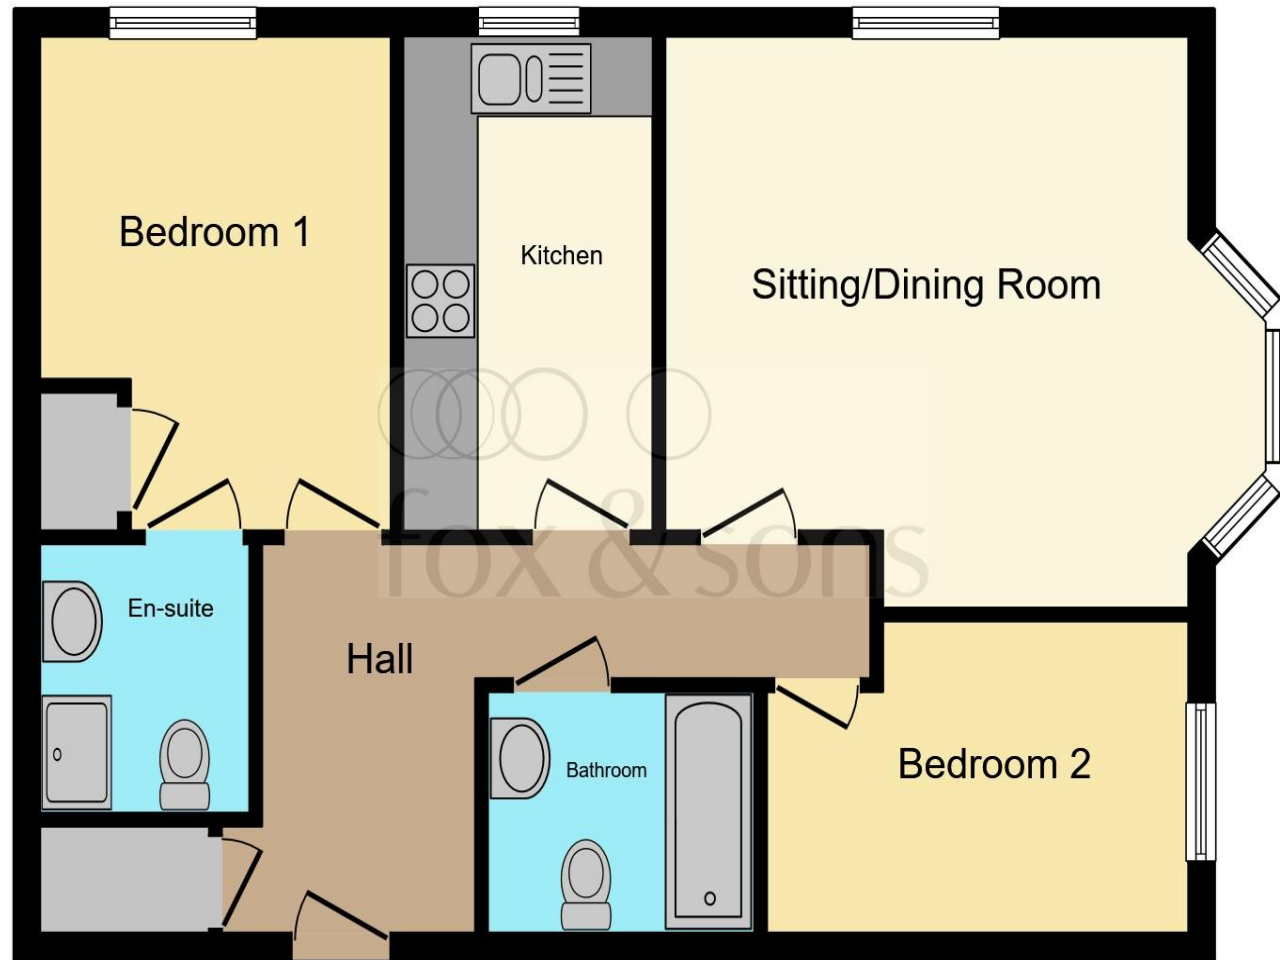 Bedroom 1
Kitchen
Sitting/Dining Room
fox & sons
En-suite
Hall
Bathroom
Bedroom 2